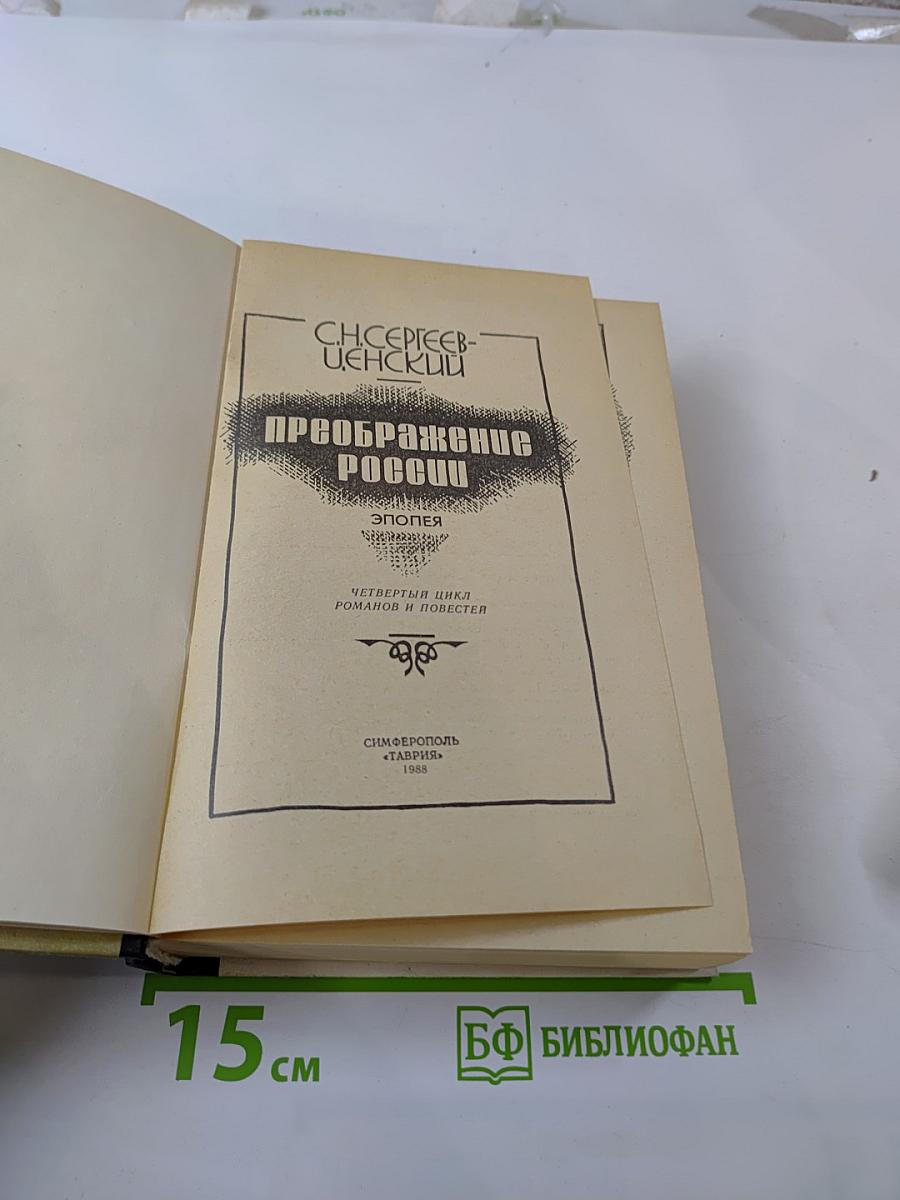 С.Н.СЕРГЕЕВ-
ЦЕНСКИЙ
ПРЕОБРАЖЕНИЕ
РОССИИ
ЭПОПЕЯ
ЧЕТВЕРТЫЙ ЦИКЛ
РОМАНОВ И ПОВЕСТЕЙ
СИМФЕРОПОЛЬ
«ТАВРИЯ»
1988
15 см
БФ БИБЛИОФАН